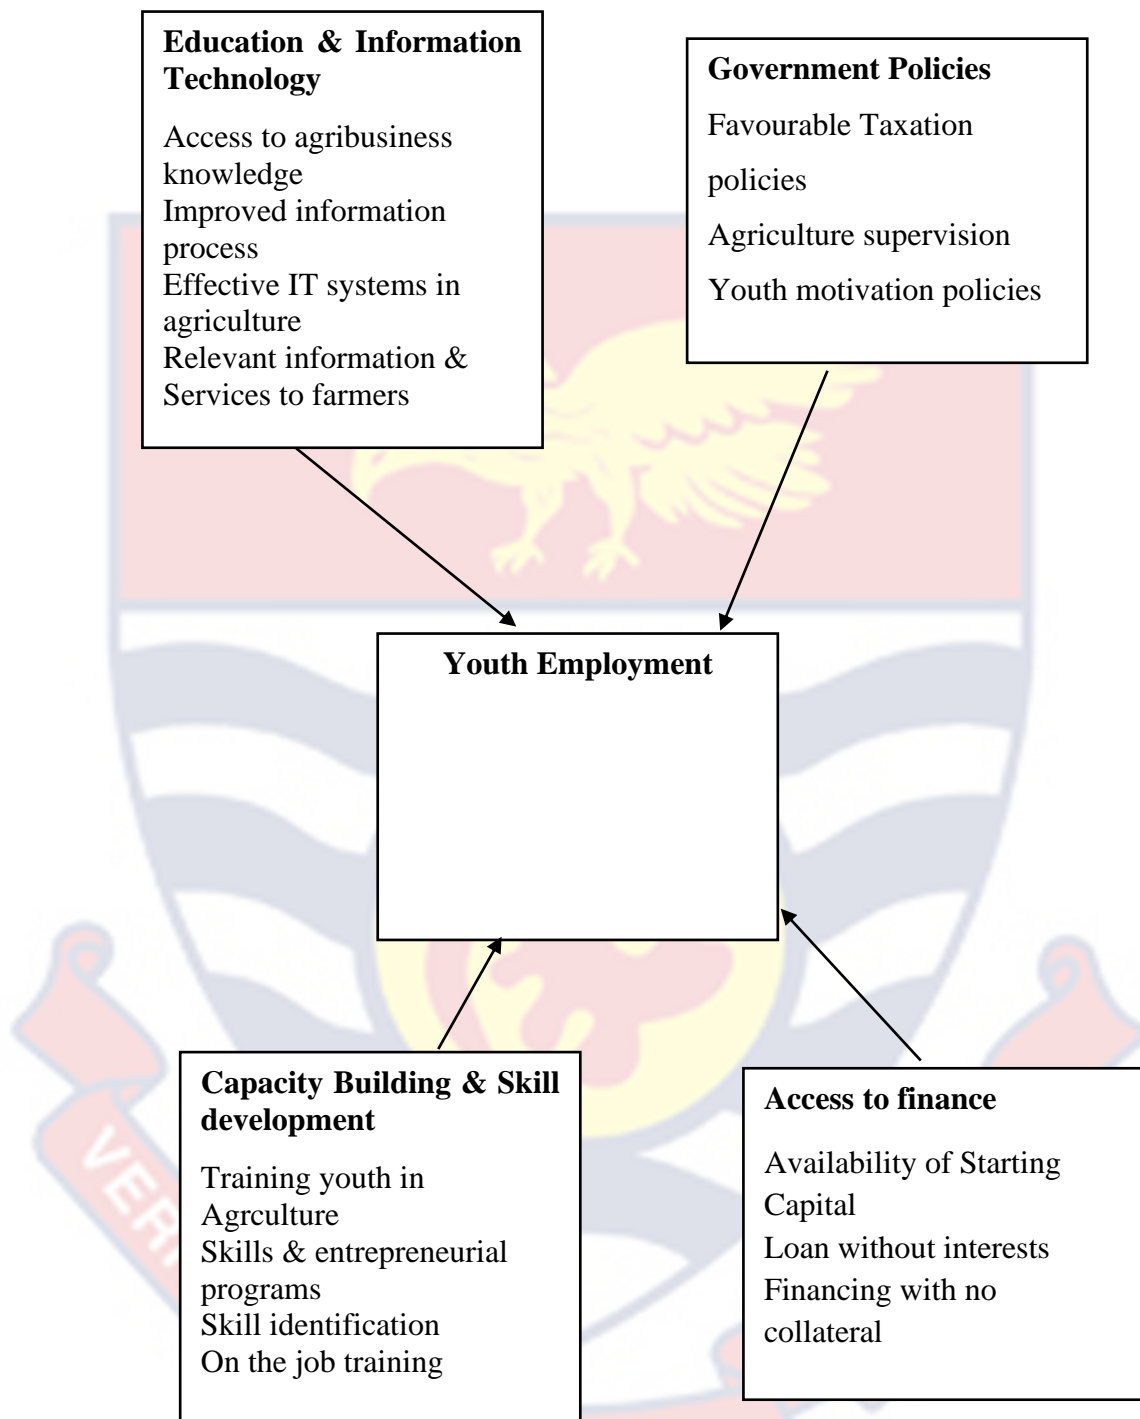 Education & Information
Technology
Access to agribusiness
knowledge
Improved information
process
Effective IT systems in
agriculture
Relevant information &
Services to farmers
Government Policies
Favourable Taxation
policies
Agriculture supervision
Youth motivation policies
Youth Employment
Capacity Building & Skill
development
Training youth in
Agrculture
Skills & entrepreneurial
programs
Skill identification
On the job training
Access to finance
Availability of Starting
Capital
Loan without interests
Financing with no
collateral